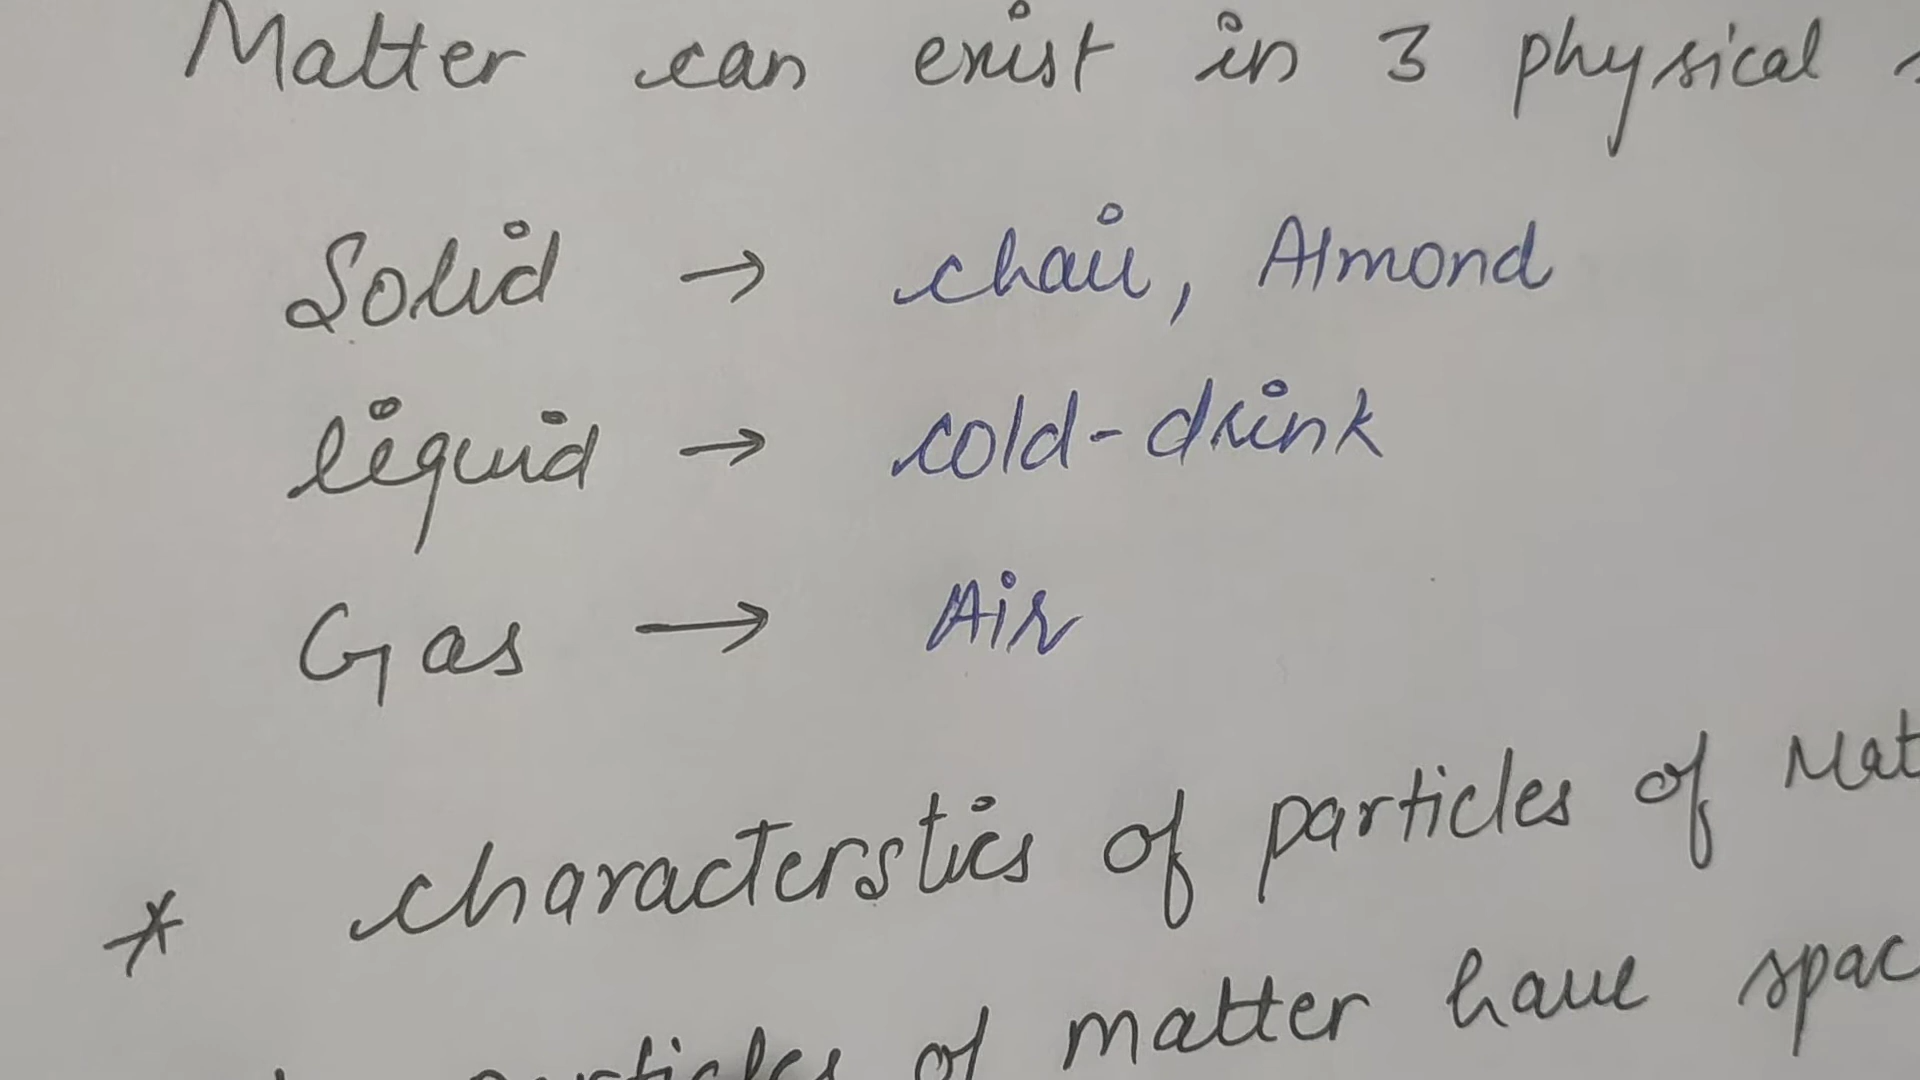 Matter can exist in 3 physical
Solid → chair, Almond
liquid → cold-drink
Gas → Air
* characterstics of particles of Mat
particles of matter have spac